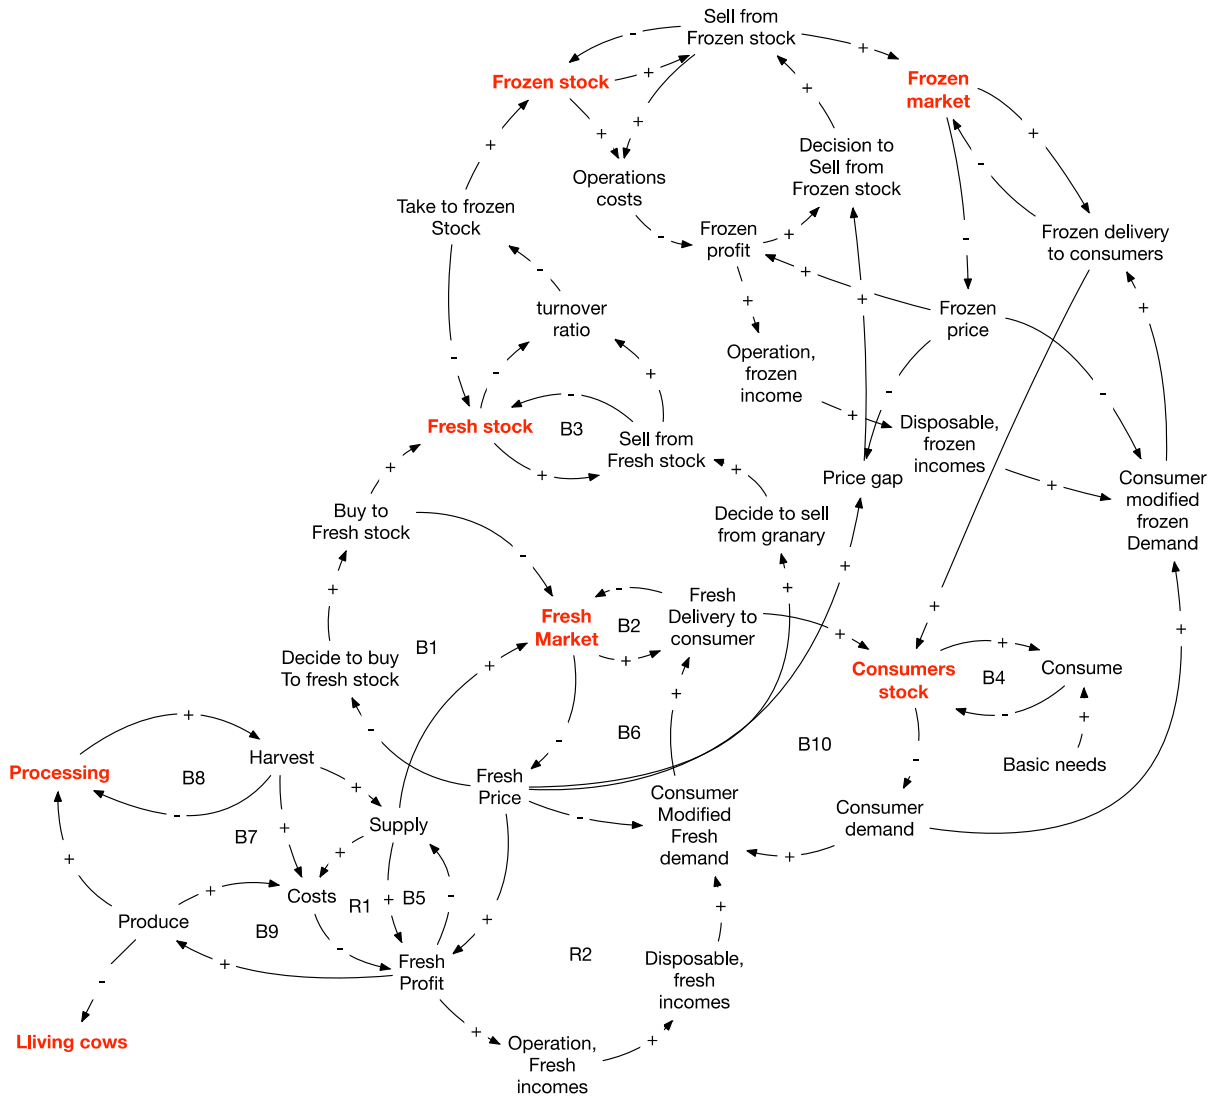 Sell from
Frozen stock
-
+
Frozen stock
+
Frozen
market
+
+
+
+
+
+
Decision to
Sell from
Frozen stock
-
Operations
costs
Take to frozen
Stock
-
Frozen
profit
+
-
Frozen delivery
to consumers
-
+
+
+
+
turnover
ratio
Frozen
price
Operation,
frozen
income
-
-
-
+
-
-
Fresh stock
B3
+
Disposable,
frozen
incomes
Sell from
Fresh stock
+
+
+
Price gap
+
Consumer
modified
frozen
Demand
Buy to
Fresh stock
Decide to sell
from granary
-
+
+
+
-
Fresh
Delivery to
consumer
+
Fresh
Market
B2
+
+
+
B1
Decide to buy
To fresh stock
+
+
Consumers
stock
+
B4
Consume
-
+
+
-
B6
B10
-
Harvest
Basic needs
Processing
B8
-
Fresh
Price
Consumer
Modified
Fresh
demand
-
+
Consumer
demand
-
Supply
B7
+
+
+
+
+
Costs
R1
+
B5
-
+
Produce
B9
-
+
+
R2
Fresh
Profit
Disposable,
fresh
incomes
-
+
+
Lliving cows
Operation,
Fresh
incomes